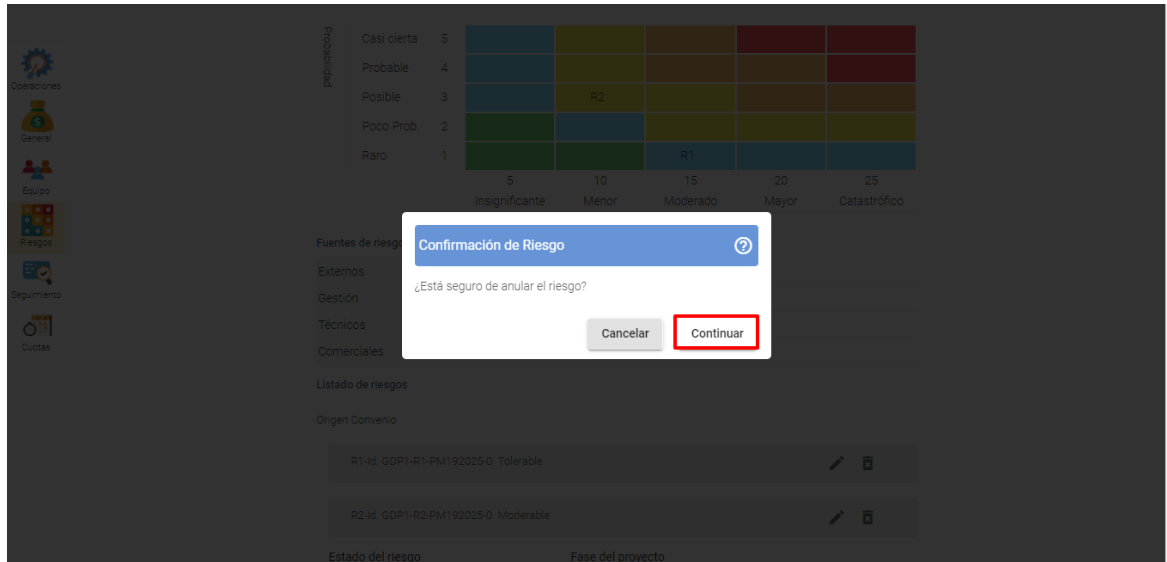 Probabilidad
Casi cierta 5
Probable 4
Posible 3 R2
Poco Prob. 2
Raro 1 R1
5 10 15 20 25
Insignificante Menor Moderado Mayor Catastrófico
Operaciones
General
Equipo
Riesgos
Seguimiento
Cuotas
Fuentes de riesgo
Externos
Gestión
Técnicos
Comerciales
Confirmación de Riesgo
¿Está seguro de anular el riesgo?
Cancelar Continuar
Listado de riesgos
Origen Convenio
R1-Id. GDP1-R1-PM192025-0 Tolerable
R2-Id. GDP1-R2-PM192025-0 Moderable
Estado del riesgo Fase del proyecto